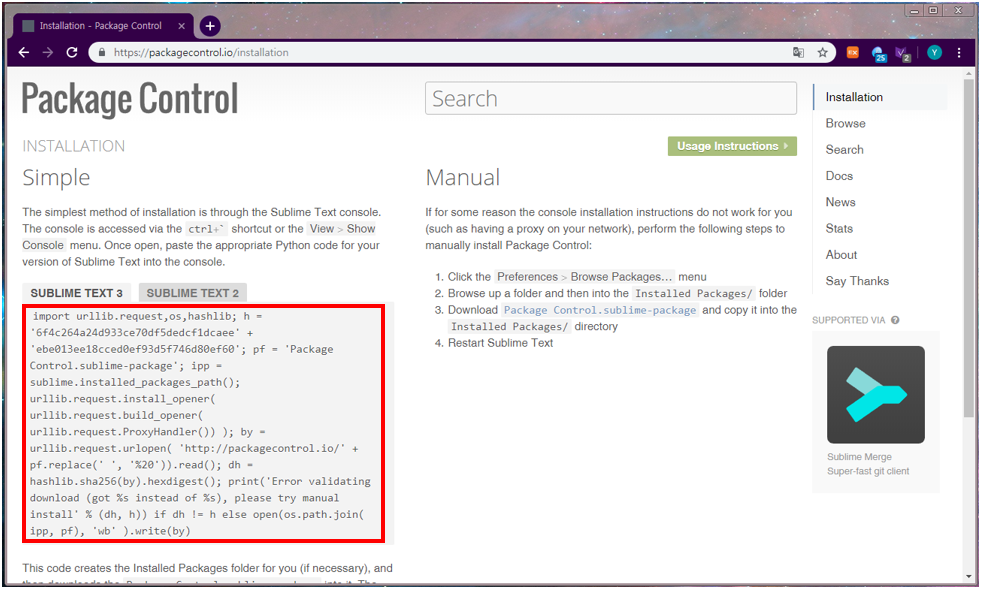 Installation - Package Control
https://packagecontrol.io/installation
25
2
Y
Package Control
Search
INSTALLATION
Usage Instructions
Simple
The simplest method of installation is through the Sublime Text console.
The console is accessed via the ctrl+` shortcut or the View > Show
Console menu. Once open, paste the appropriate Python code for your
version of Sublime Text into the console.
SUBLIME TEXT 3 SUBLIME TEXT 2
import urllib.request,os,hashlib; h =
'6f4c264a24d933ce70df5dedcf1dcaee' +
'ebe013ee18cced0ef93d5f746d80ef60'; pf = 'Package
Control.sublime-package'; ipp =
sublime.installed_packages_path();
urllib.request.install_opener(
urllib.request.build_opener(
urllib.request.ProxyHandler()) ); by =
urllib.request.urlopen( 'http://packagecontrol.io/' +
pf.replace(' ', '%20')).read(); dh =
hashlib.sha256(by).hexdigest(); print('Error validating
download (got %s instead of %s), please try manual
install' % (dh, h)) if dh != h else open(os.path.join(
ipp, pf), 'wb' ).write(by)
This code creates the Installed Packages folder for you (if necessary), and
Manual
If for some reason the console installation instructions do not work for you
(such as having a proxy on your network), perform the following steps to
manually install Package Control:
1. Click the Preferences > Browse Packages… menu
2. Browse up a folder and then into the Installed Packages/ folder
3. Download Package Control.sublime-package and copy it into the
Installed Packages/ directory
4. Restart Sublime Text
Installation
Browse
Search
Docs
News
Stats
About
Say Thanks
SUPPORTED VIA ?
Sublime Merge
Super-fast git client